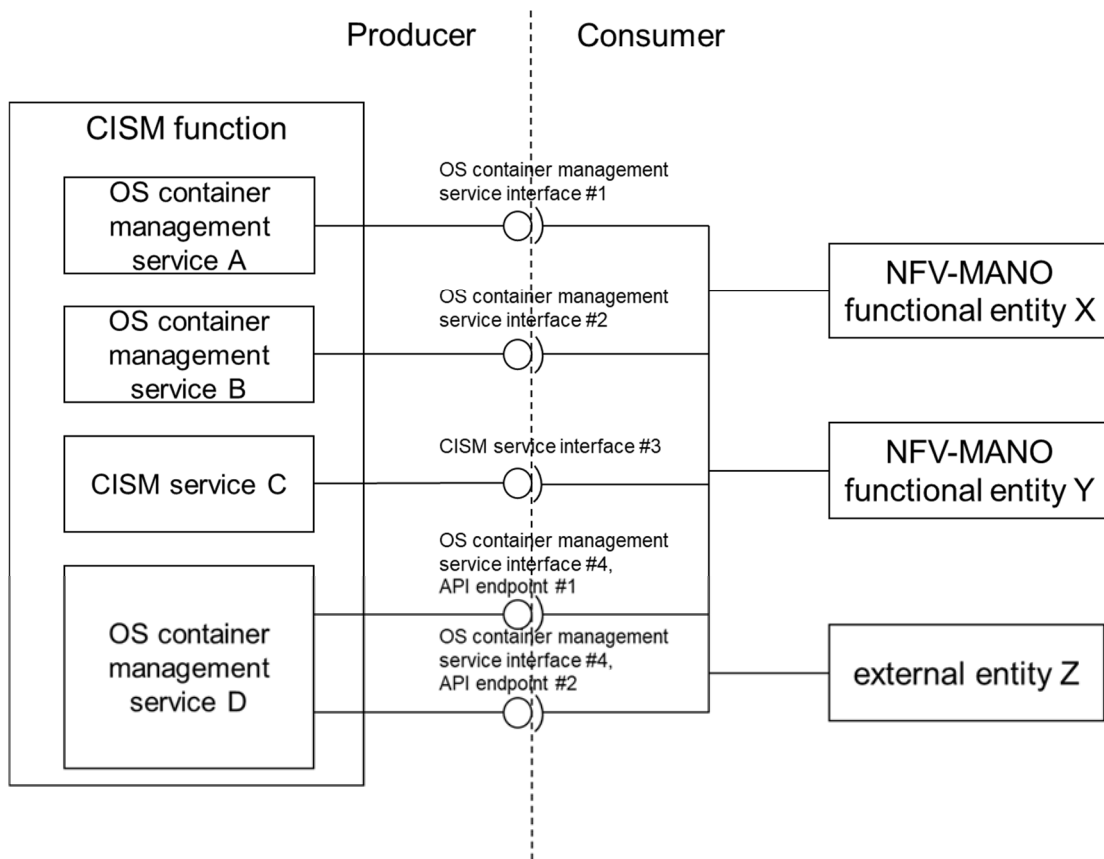 Producer
Consumer
CISM function
OS container
management
service A
OS container
management
service B
CISM service C
OS container
management
service D
OS container management
service interface #1
OS container management
service interface #2
CISM service interface #3
OS container management
service interface #4,
API endpoint #1
OS container management
service interface #4,
API endpoint #2
NFV-MANO
functional entity X
NFV-MANO
functional entity Y
external entity Z